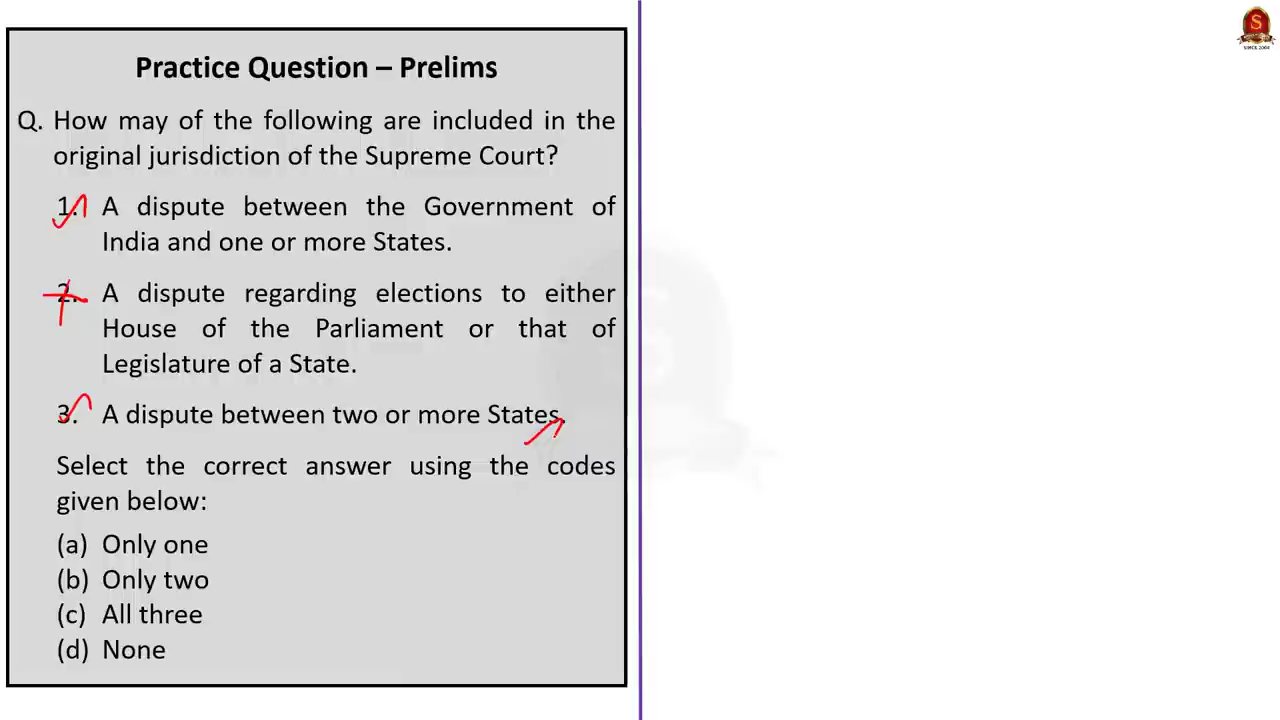 Practice Question – Prelims
Q. How may of the following are included in the
original jurisdiction of the Supreme Court?
1. A dispute between the Government of
India and one or more States.
2. A dispute regarding elections to either
House of the Parliament or that of
Legislature of a State.
3. A dispute between two or more States.
Select the correct answer using the codes
given below:
(a) Only one
(b) Only two
(c) All three
(d) None
S
SINCE 2004